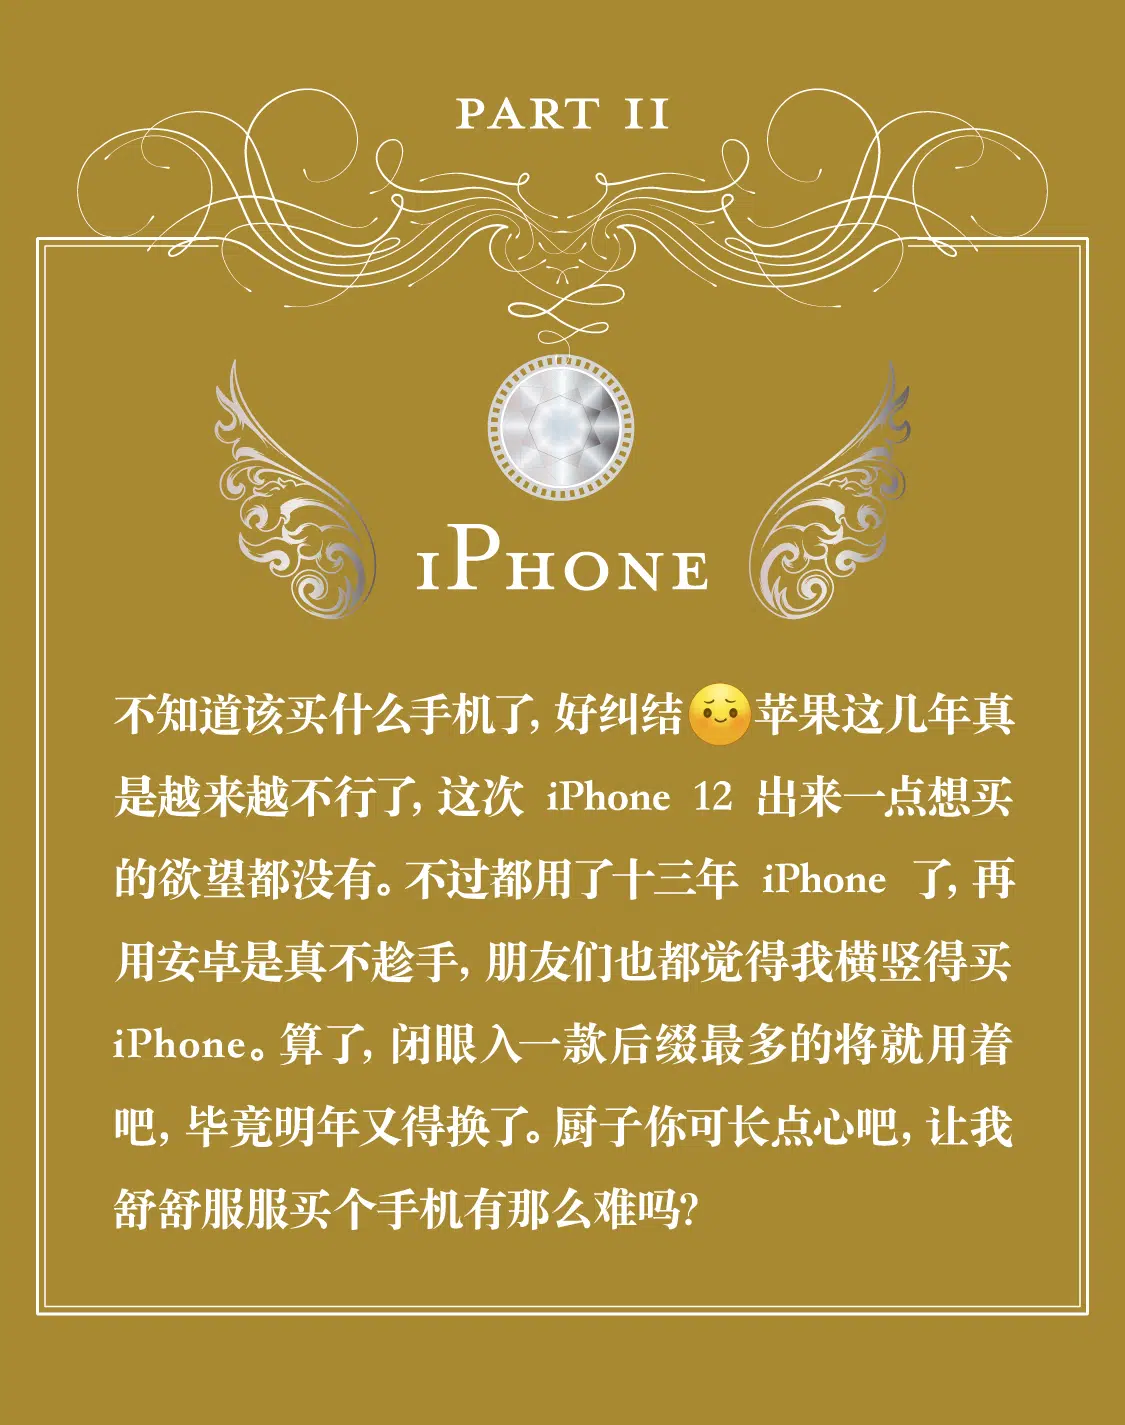 PART II
iPHONE
不知道该买什么手机了，好纠结😌苹果这几年真
是越来越不行了，这次 iPhone 12 出来一点想买
的欲望都没有。不过都用了十三年 iPhone 了，再
用安卓是真不趁手，朋友们也都觉得我横竖得买
iPhone。算了，闭眼入一款后缀最多的将就用着
吧，毕竟明年又得换了。厨子你可长点心吧，让我
舒舒服服买个手机有那么难吗？